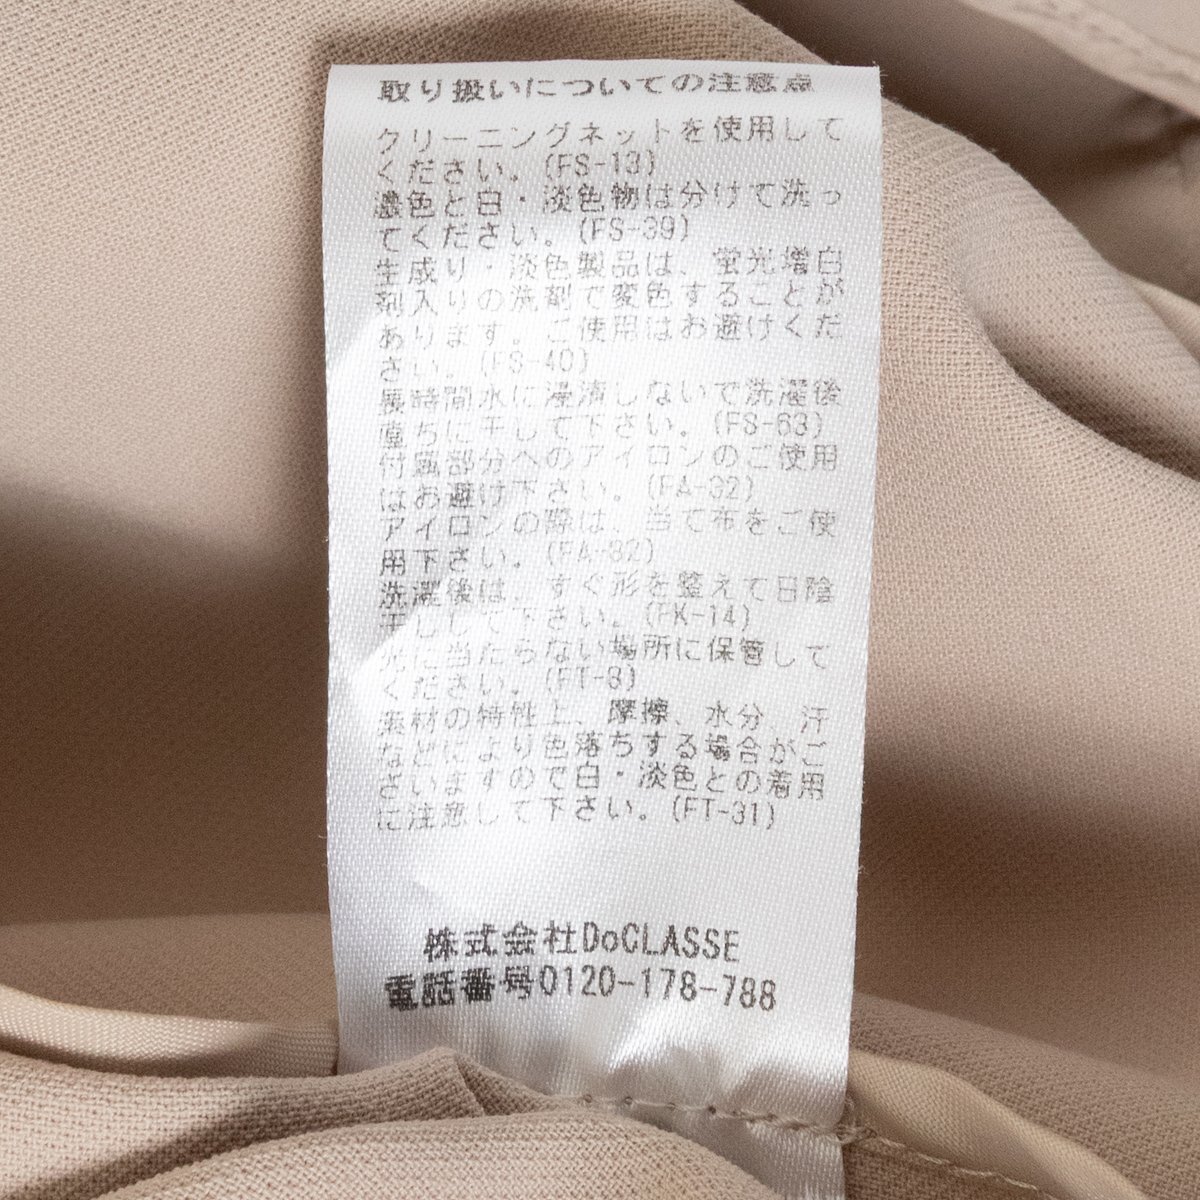 取り扱いについての注意点
クリーニングネットを使用して
ください。(FS-13)
濃色と白・淡色物は分けて洗っ
てください。(FS-39)
生成り・淡色製品は、蛍光増白
剤入りの洗剤で変色することが
あります。ご使用はお避けくだ
さい。(FS-40)
長時間水に浸漬しないで洗濯後
直ちに干して下さい。(FS-63)
付属部分へのアイロンのご使用
はお避け下さい。(FA-32)
アイロンの際は、当て布をご使
用下さい。(FA-82)
洗濯後は、すぐ形を整えて日陰
干しして下さい。(FK-14)
光に当たらない場所に保管して
ください。(FT-8)
素材の特性上、摩擦、水分、汗
などにより色落ちする場合がご
ざいますので白・淡色との着用
に注意して下さい。(FT-31)
株式会社DoCLASSE
電話番号0120-178-788